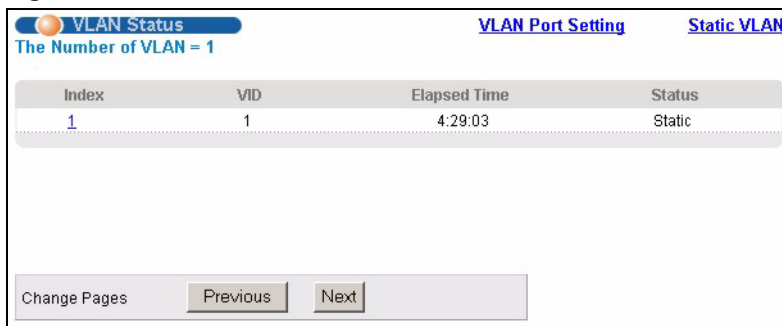 VLAN Status VLAN Port Setting Static VLAN
The Number of VLAN = 1
Index VID Elapsed Time Status
1 1 4:29:03 Static
Change Pages Previous Next